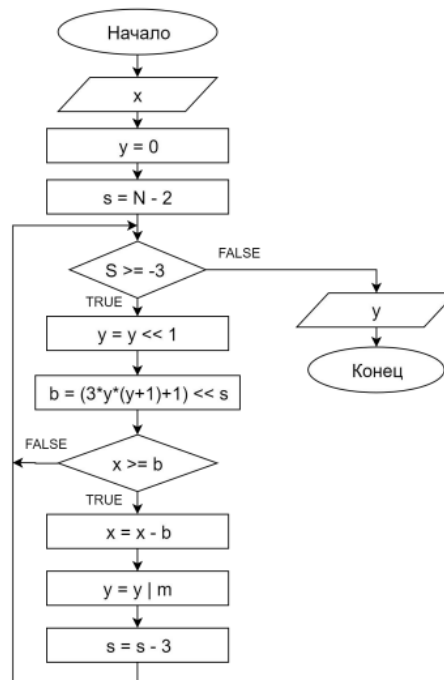 Начало
x
y = 0
s = N - 2
S >= -3
FALSE
TRUE
y
y = y << 1
Конец
b = (3*y*(y+1)+1) << s
FALSE
x >= b
TRUE
x = x - b
y = y | m
s = s - 3